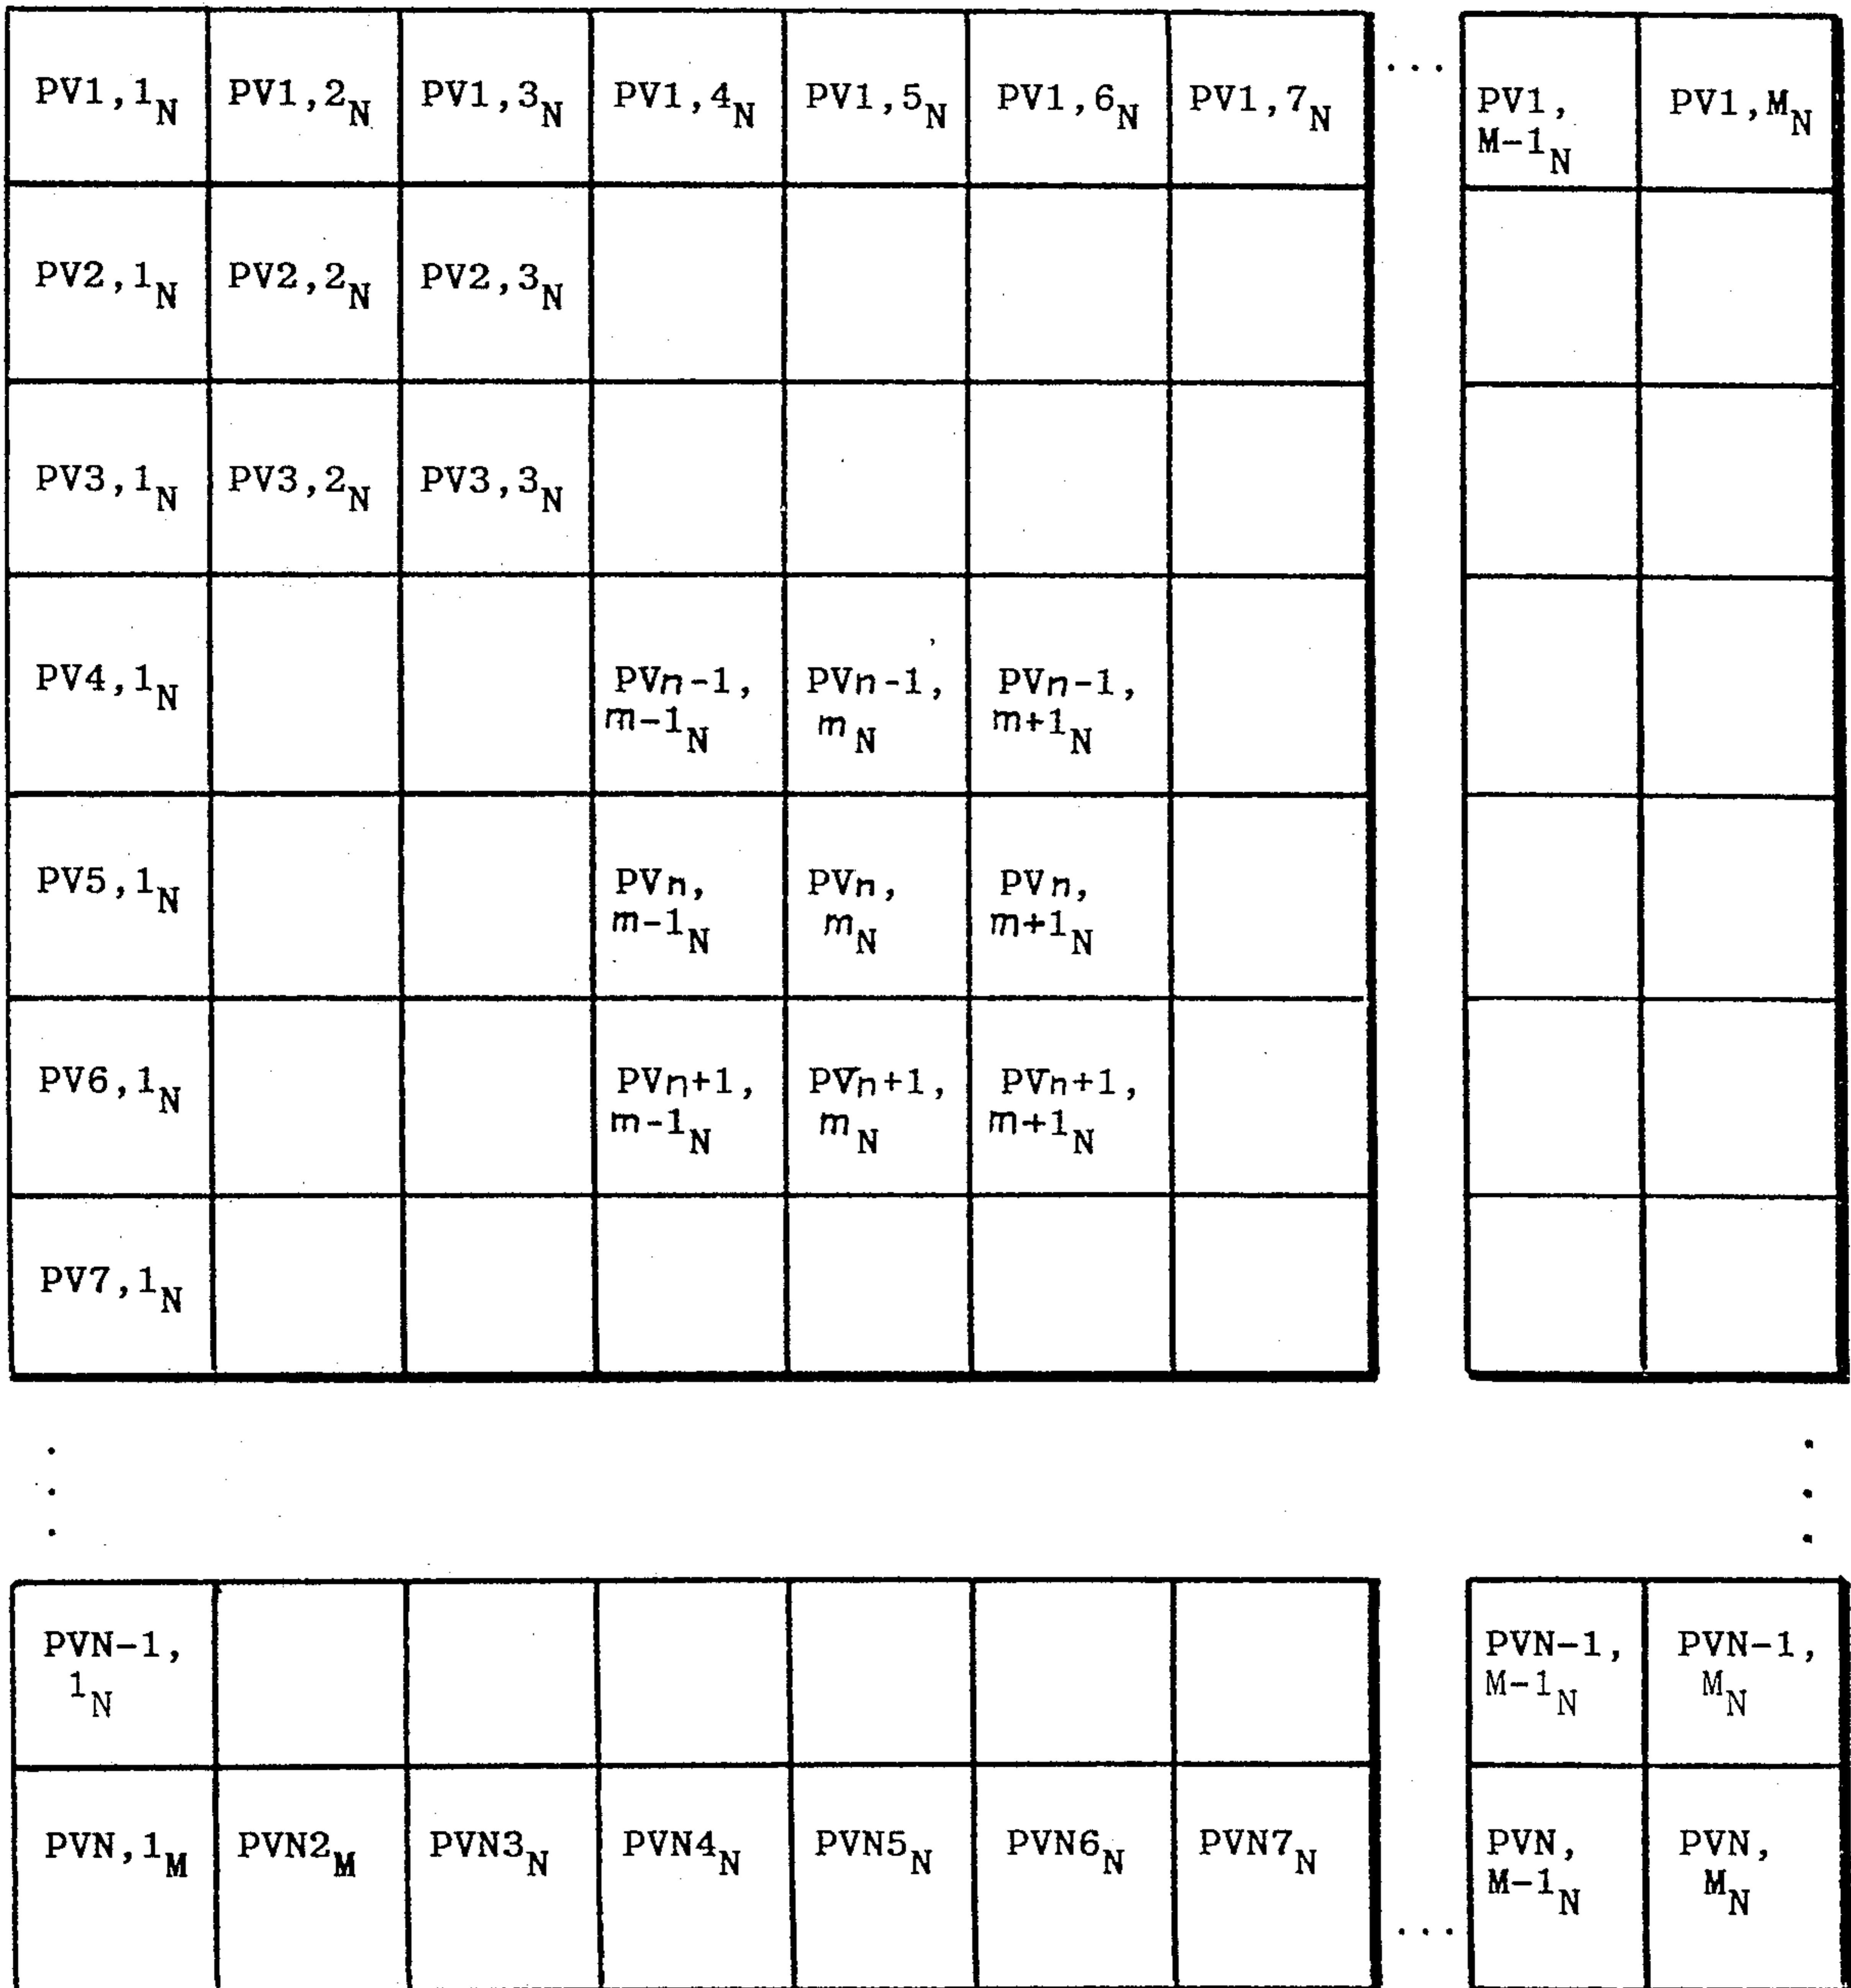 PV1,1N PV1,2N PV1,3N PV1,4N PV1,5N PV1,6N PV1,7N ... PV1, M-1N PV1,MN
PV2,1N PV2,2N PV2,3N
PV3,1N PV3,2N PV3,3N
PV4,1N PVn-1, m-1N PVn-1, mN PVn-1, m+1N
PV5,1N PVn, m-1N PVn, mN PVn, m+1N
PV6,1N PVn+1, m-1N PVn+1, mN PVn+1, m+1N
PV7,1N
PVN-1, 1N PVN-1, M-1N PVN-1, MN
PVN,1M PVN2M PVN3N PVN4N PVN5N PVN6N PVN7N ... PVN, M-1N PVN, MN